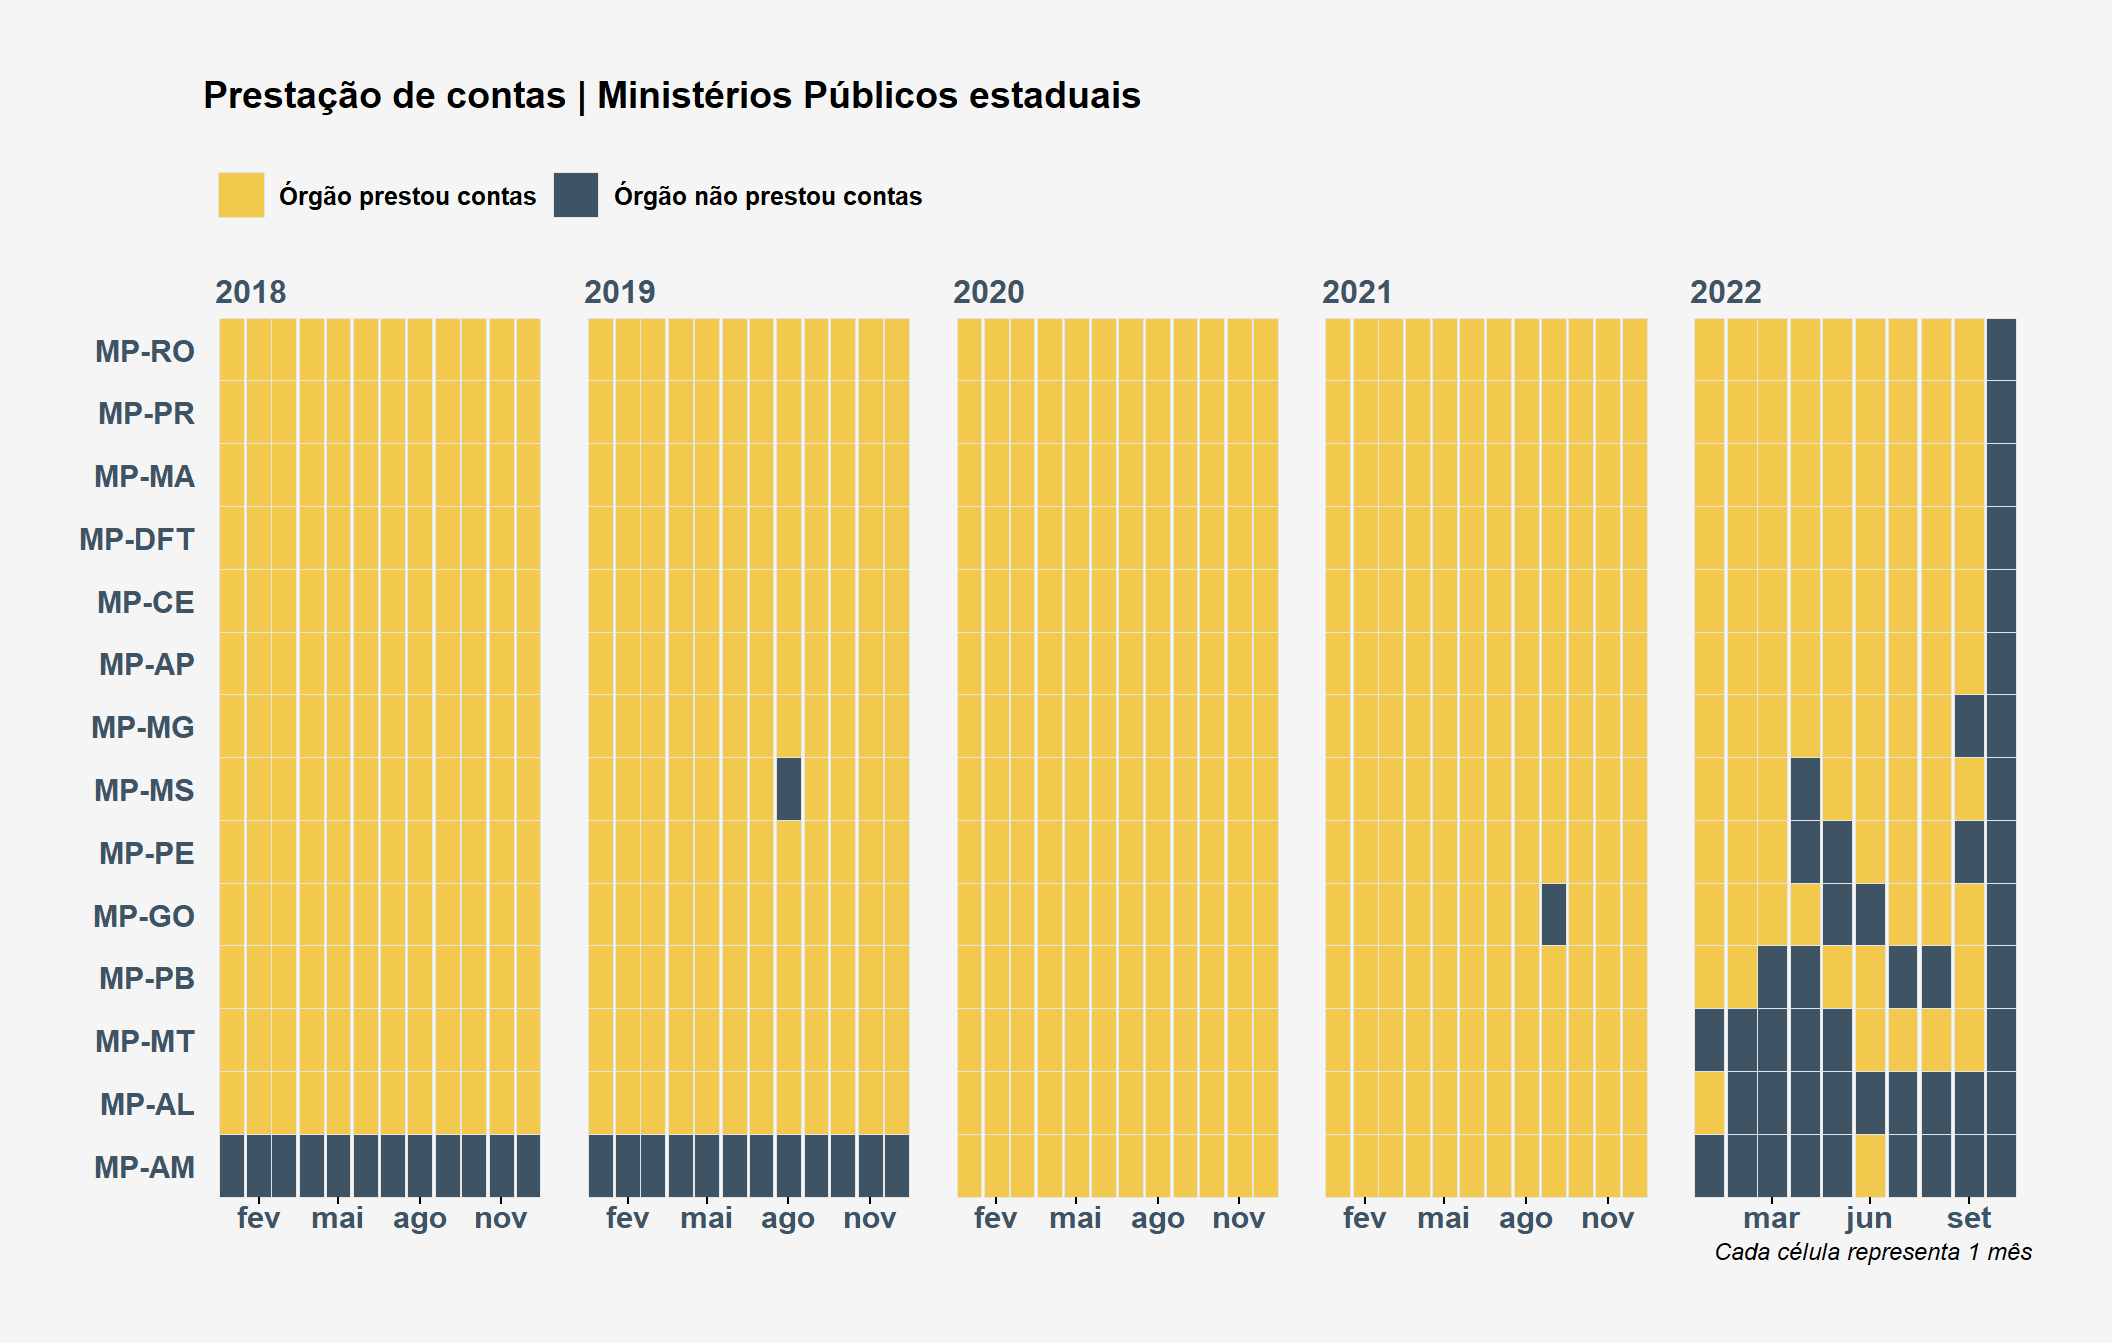 Prestação de contas | Ministérios Públicos estaduais
Órgão prestou contas Órgão não prestou contas
2018 2019 2020 2021 2022
MP-RO
MP-PR
MP-MA
MP-DFT
MP-CE
MP-AP
MP-MG
MP-MS
MP-PE
MP-GO
MP-PB
MP-MT
MP-AL
MP-AM
fev mai ago nov fev mai ago nov fev mai ago nov fev mai ago nov mar jun set
Cada célula representa 1 mês